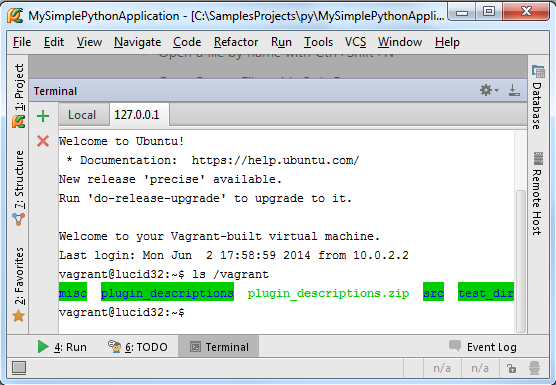 MySimplePythonApplication - [C:\SamplesProjects\py\MySimplePythonAppli...
File Edit View Navigate Code Refactor Run Tools VCS Window Help
Terminal
Local 127.0.0.1
Welcome to Ubuntu!
* Documentation: https://help.ubuntu.com/
New release 'precise' available.
Run 'do-release-upgrade' to upgrade to it.
Welcome to your Vagrant-built virtual machine.
Last login: Mon Jun 2 17:58:59 2014 from 10.0.2.2
vagrant@lucid32:~$ ls /vagrant
misc plugin_descriptions plugin_descriptions.zip src test_dir
vagrant@lucid32:~$
1: Project
7: Structure
2: Favorites
Database
Remote Host
4: Run 6: TODO Terminal Event Log
n/a n/a